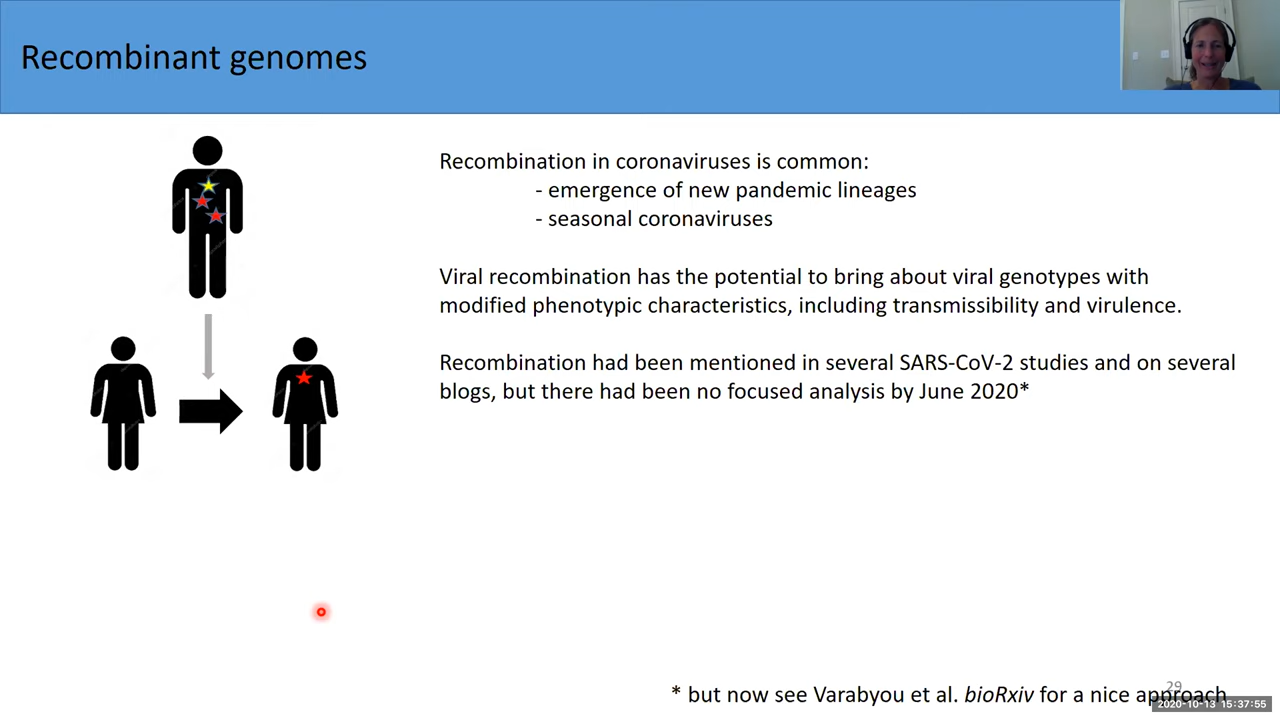 Recombinant genomes
Recombination in coronaviruses is common:
- emergence of new pandemic lineages
- seasonal coronaviruses
Viral recombination has the potential to bring about viral genotypes with
modified phenotypic characteristics, including transmissibility and virulence.
Recombination had been mentioned in several SARS-CoV-2 studies and on several
blogs, but there had been no focused analysis by June 2020*
29
* but now see Varabyou et al. bioRxiv for a nice approach
2020-10-13 15:37:55